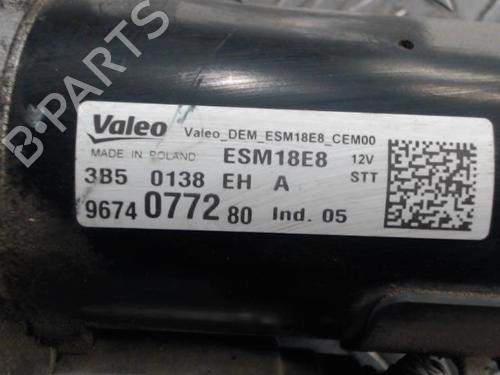 B-PARTS
Valeo Valeo_DEM_ESM18E8_CEM00
MADE IN POLAND ESM18E8 12V
3B5 0138 EH A STT
9674 0772 80 Ind. 05